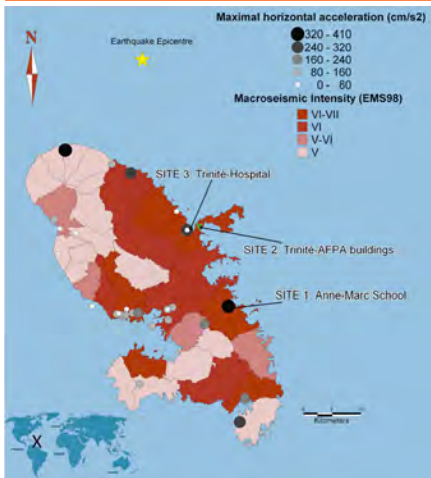 Maximal horizontal acceleration (cm/s2)
320 - 410
240 - 320
160 - 240
80 - 160
0 - 80
Macroseismic Intensity (EMS98)
VI-VII
VI
V-VI
V
N
Earthquake Epicentre
SITE 3: Trinité-Hospital
SITE 2: Trinité-AFPA buildings
SITE 1: Anne-Marc School
Kilometers
X